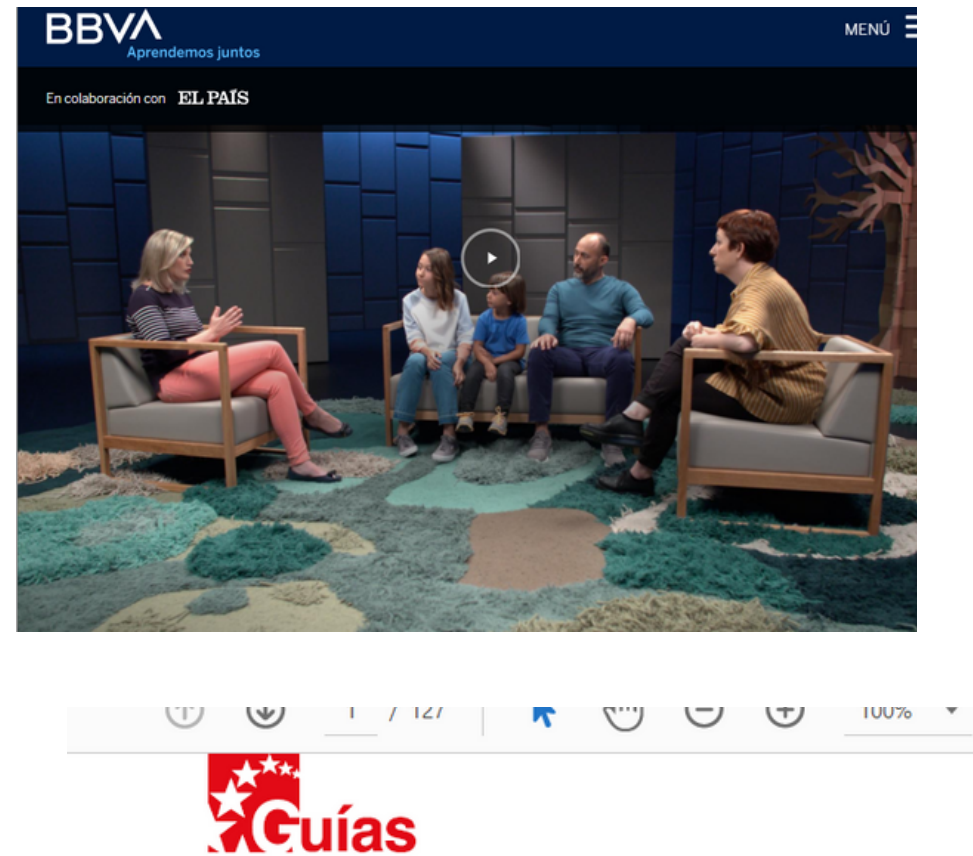 BBVA
MENÚ
Aprendemos juntos
En colaboración con EL PAÍS
1 / 127
100%
Guías